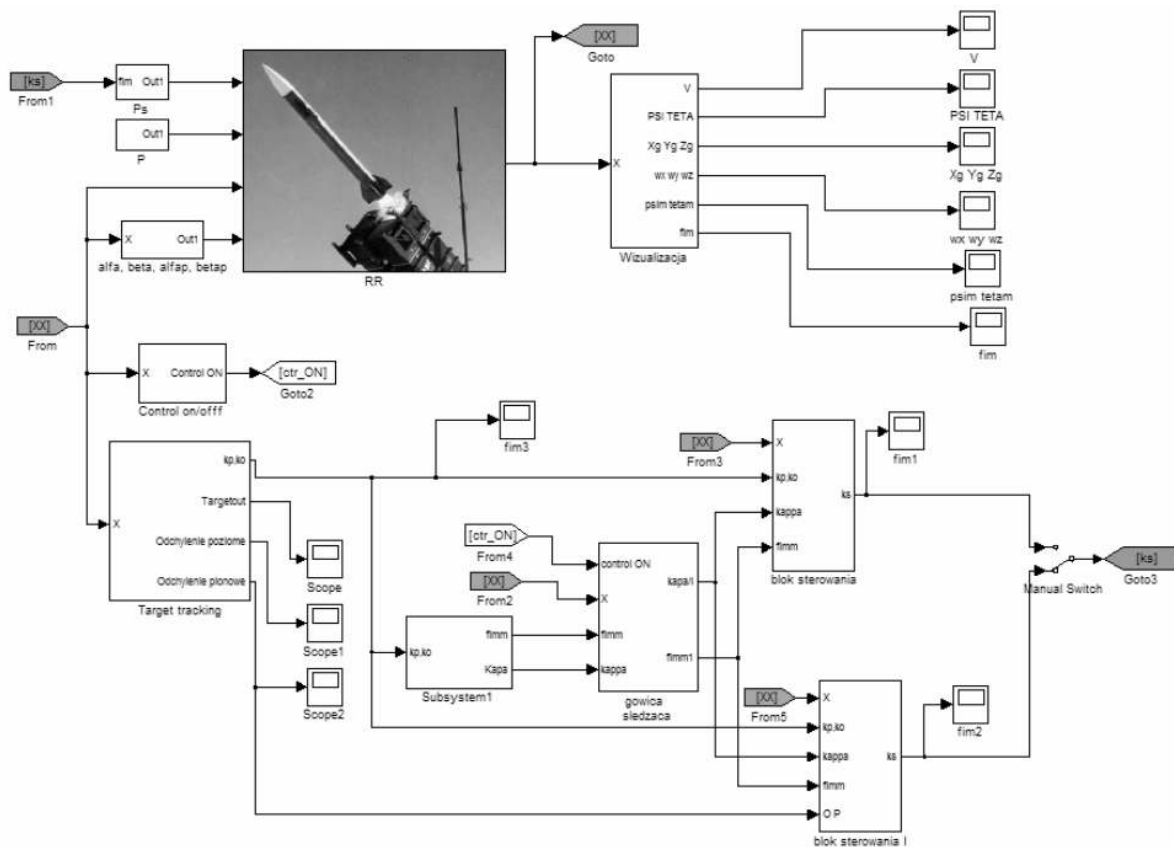 [XX]
Goto
V
[ks]
From1
fim Out1
Ps
Out1
P
X Out1
alfa, beta, alfap, betap
RR
X
V
PSI TETA
Xg Yg Zg
wx wy wz
psim tetam
fim
Wizualizacja
PSI TETA
Xg Yg Zg
wx wy wz
psim tetam
fim
[XX]
From
X Control ON
Control on/offf
[ctr_ON]
Goto2
X
kp,ko
Targetout
Odchylenie poziome
Odchylenie pionowe
Target tracking
Scope
Scope1
Scope2
fim3
[ctr_ON]
From4
[XX]
From2
kp,ko
fimm
Kapa
Subsystem1
control ON
X
fimm
kappa
kapa/l
fimm1
gowica
sledzaca
[XX]
From3
X
kp,ko
kappa
fimm
ks
blok sterowania
fim1
Manual Switch
[ks]
Goto3
[XX]
From5
X
kp,ko
kappa
fimm
O P
ks
blok sterowania l
fim2